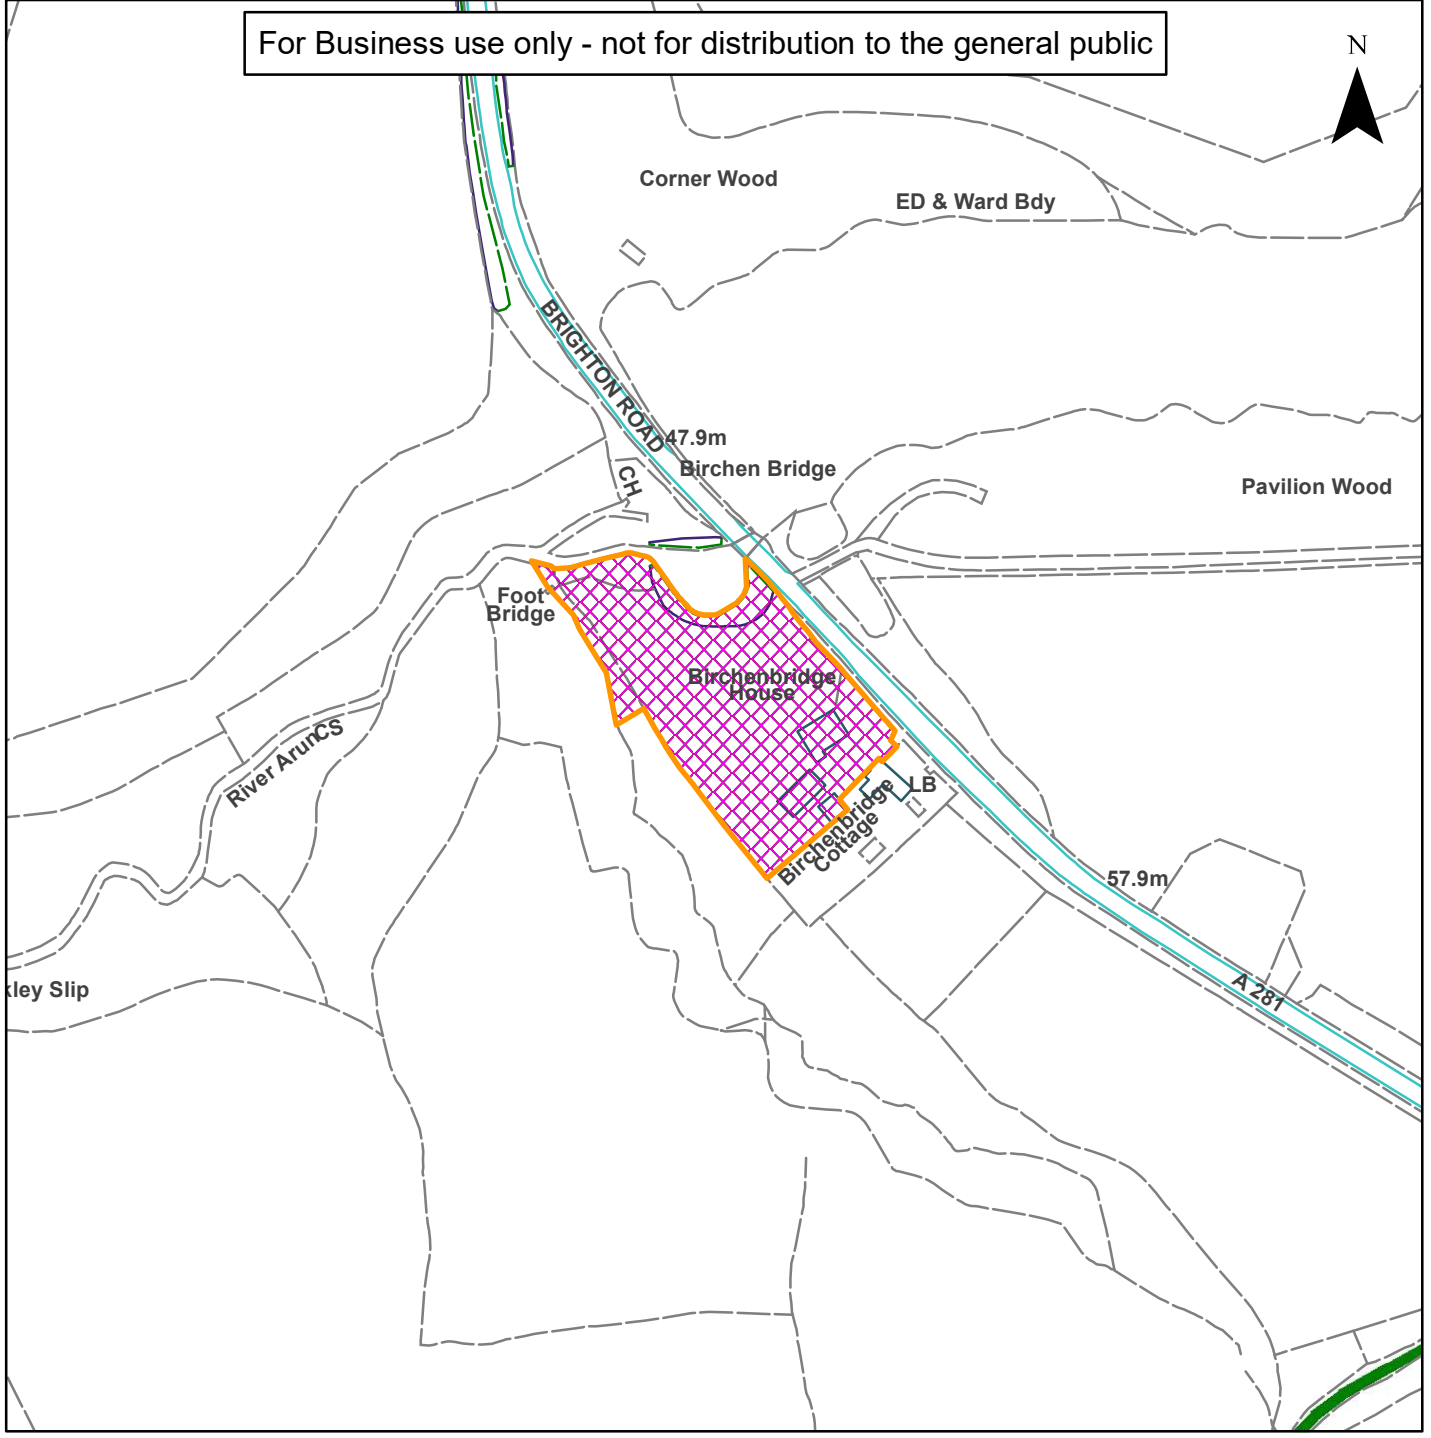 For Business use only - not for distribution to the general public
N
Corner Wood
ED & Ward Bdy
BRIGHTON ROAD
47.9m
Birchen Bridge
CH
Pavilion Wood
Foot
Bridge
Birchenbridge
House
River Arun
CS
LB
Birchenbridge
Cottage
57.9m
kley Slip
A 281